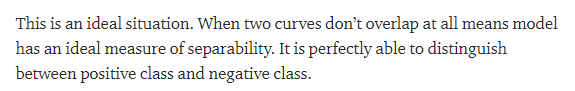 This is an ideal situation. When two curves don’t overlap at all means model
has an ideal measure of separability. It is perfectly able to distinguish
between positive class and negative class.